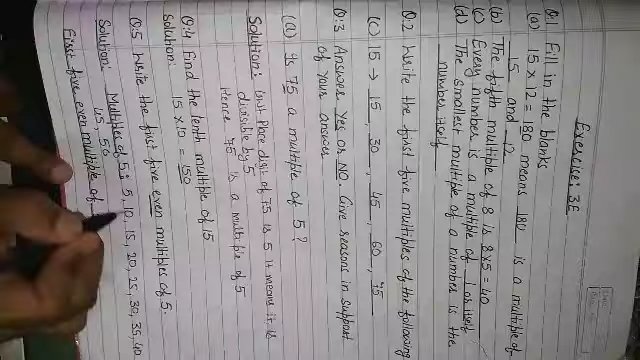 Exercise: 3E
Q:1 Fill in the blanks
(a) 15 x 12 = 180 means 180 is a multiple of
15 and 12
(b) The fifth multiple of 8 is 8x5 = 40
(c) Every number is a multiple of 1 or itself
(d) The smallest multiple of a number is the
number itself
Q:2 Write the first five multiples of the following
(c) 15 → 15, 30, 45, 60, 75
Q:3 Answer Yes or NO. Give reasons in support
of your answer
(a) Is 75 a multiple of 5?
Solution: Unit Place digit of 75 is 5 it means it is
divisible by 5
Hence 75 is a multiple of 5
Q:4 Find the tenth multiple of 15
Solution: 15 x 10 = 150
Q:5 Write the first five even multiples of 5.
Solution: Multiples of 5: 5, 10, 15, 20, 25, 30, 35, 40
45, 50
First five even multiple of